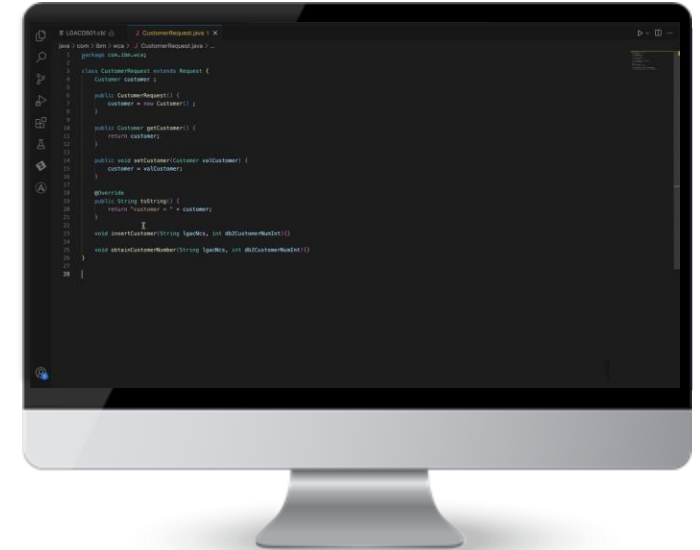 LGACDB01.cbl
J CustomerRequest.java 1 ×
java > com > ibm > wca > J CustomerRequest.java > ...
1 package com.ibm.wca;
2
3 class CustomerRequest extends Request {
4 Customer customer ;
5
6 public CustomerRequest() {
7 customer = new Customer() ;
8 }
9
10 public Customer getCustomer() {
11 return customer;
12 }
13
14 public void setCustomer(Customer valCustomer) {
15 customer = valCustomer;
16 }
17
18 @Override
19 public String toString() {
20 return "customer = " + customer;
21 }
22
23 void insertCustomer(String lgacNcs, int db2CustomerNumInt){}
24
25 void obtainCustomerNumber(String lgacNcs, int db2CustomerNumInt){}
26 }
27
28